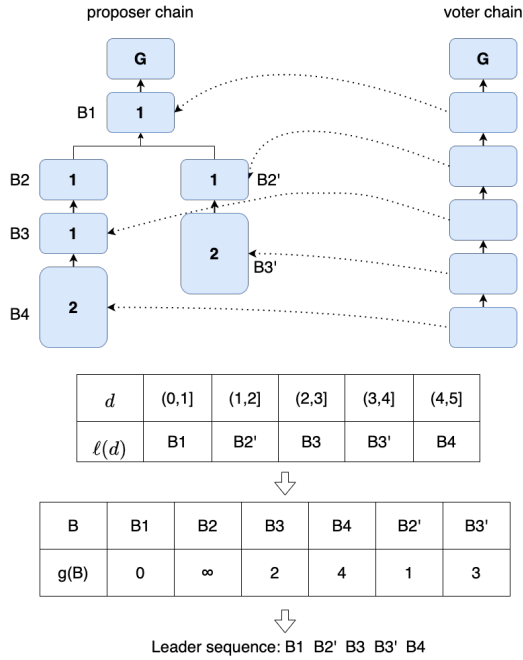 proposer chain voter chain
G G
B1 1
B2 1 1 B2'
B3 1
2 B3'
B4 2
d (0,1] (1,2] (2,3] (3,4] (4,5]
ℓ(d) B1 B2' B3 B3' B4
B B1 B2 B3 B4 B2' B3'
g(B) 0 ∞ 2 4 1 3
Leader sequence: B1 B2' B3 B3' B4